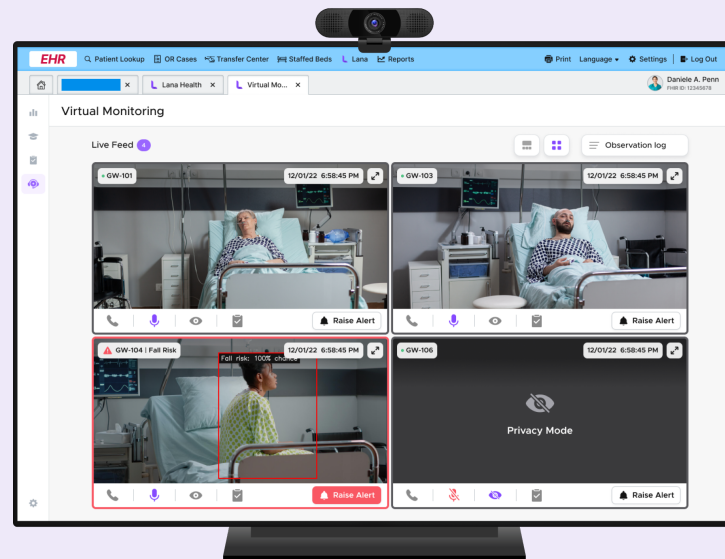 EHR Patient Lookup OR Cases Transfer Center Staffed Beds Lana Reports Print Language Settings Log Out
Lana Health Virtual Mo... Daniele A. Penn
EHR ID: 12345678
Virtual Monitoring
Live Feed 4 Observation log
GW-101 12/01/22 6:58:45 PM GW-103 12/01/22 6:58:45 PM
Raise Alert Raise Alert
GW-104 | Fall Risk 12/01/22 6:58:45 PM GW-106 12/01/22 6:58:45 PM
Fall risk: 100% chance
Privacy Mode
Raise Alert Raise Alert